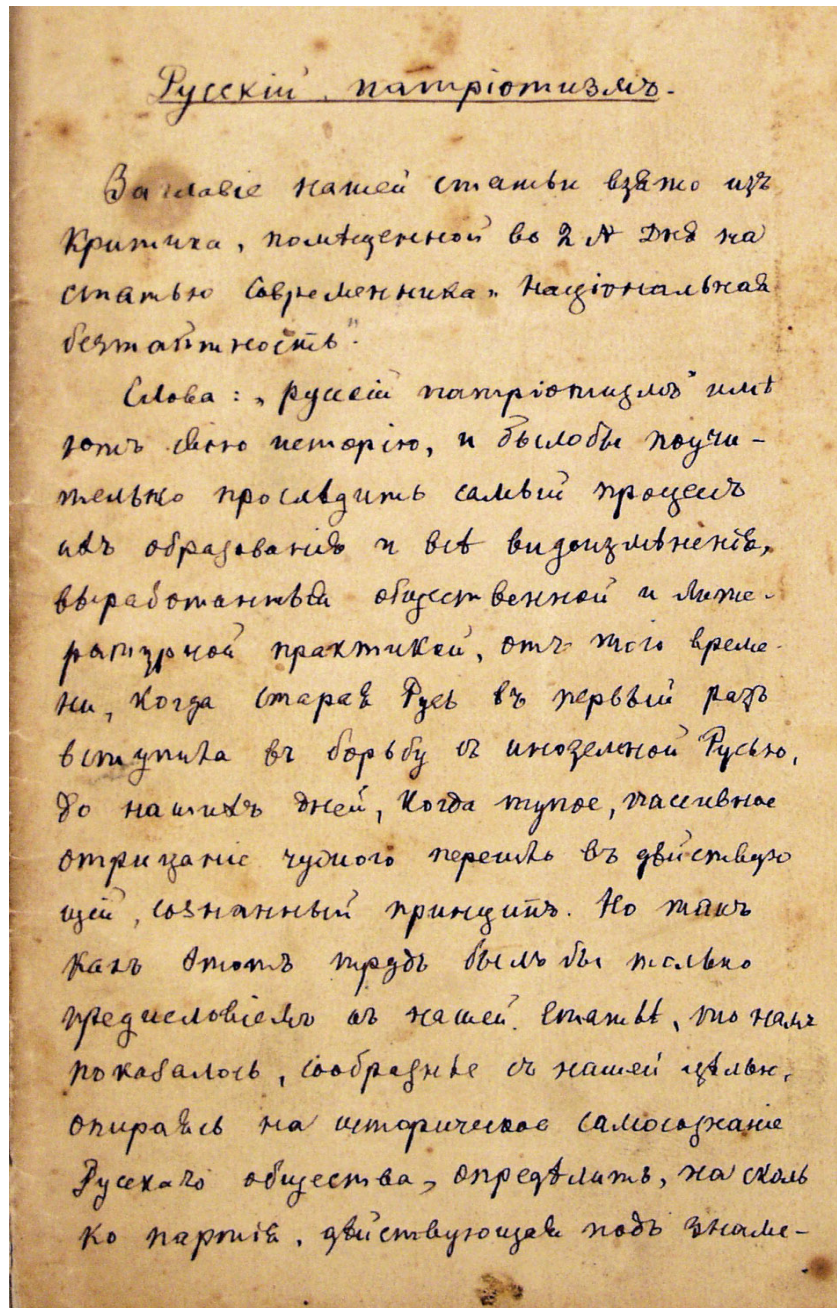 Русскій патріотизмъ.
Заглавіе нашей статьи взято изъ
критика, помѣщенной во 2 № Дня на
статью Современника „Національная
безтактность".
Слова: „русскій патріотизмъ" имѣ
ютъ свою исторію, и было бы поучи-
тельно прослѣдить самый процессъ
ихъ образованія и всѣ видоизмѣненія,
выработанныя общественной и лите-
ратурной практикой, отъ того време-
ни, когда старая Русь въ первый разъ
вступила въ борьбу съ иноземной Русью,
до нашихъ дней, когда тупое, пассивное
отрицаніе чужого перешло въ дѣйствую
щей, сознанный принципъ. Но такъ
какъ этотъ трудъ былъ бы только
предисловіемъ къ нашей статьѣ, то намъ
показалось, сообразнѣе съ нашей цѣлью,
опираясь на историческое самосознаніе
Русскаго общества, опредѣлить, на сколь
ко партія, дѣйствующая подъ знаме-